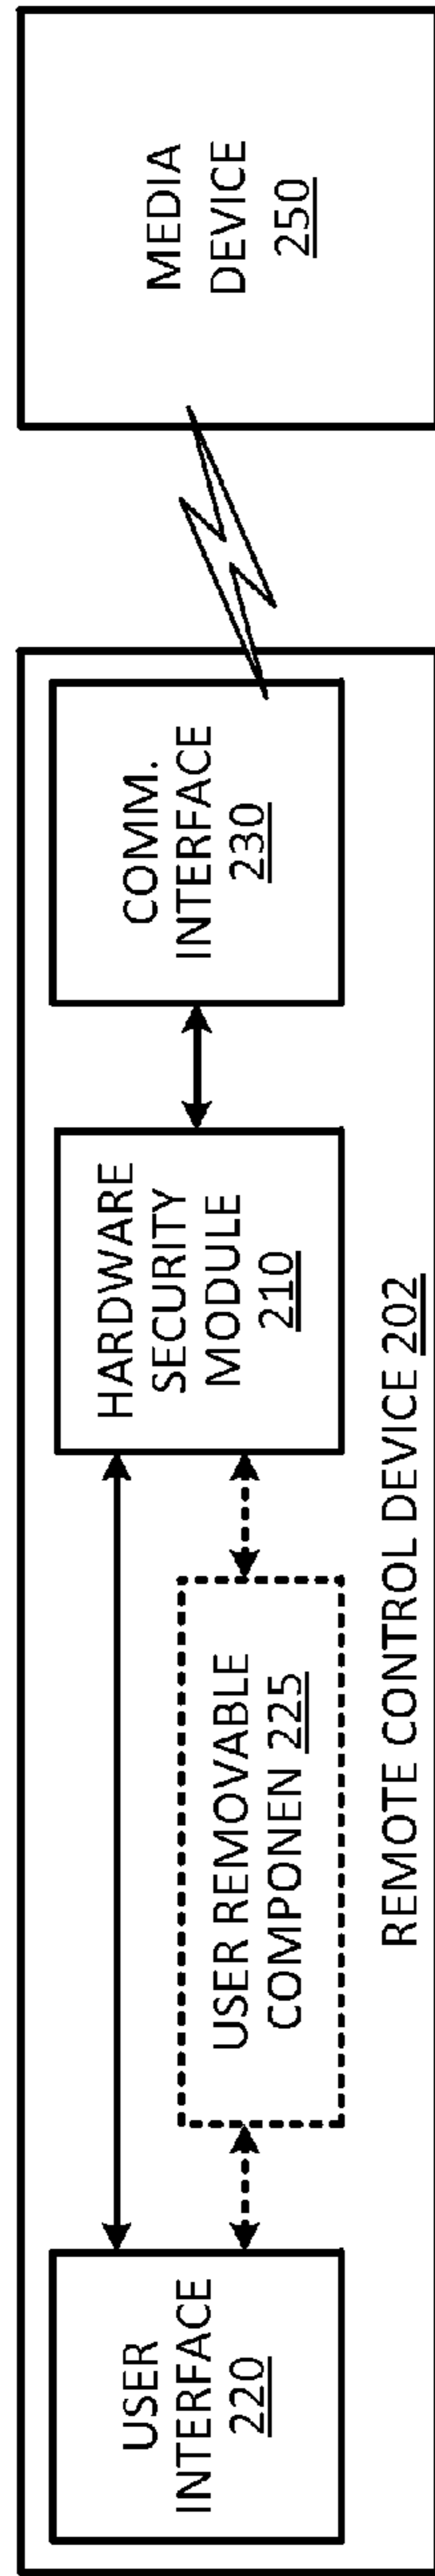 USER
INTERFACE
220
USER REMOVABLE
COMPONEN 225
HARDWARE
SECURITY
MODULE
210
COMM.
INTERFACE
230
REMOTE CONTROL DEVICE 202
MEDIA
DEVICE
250